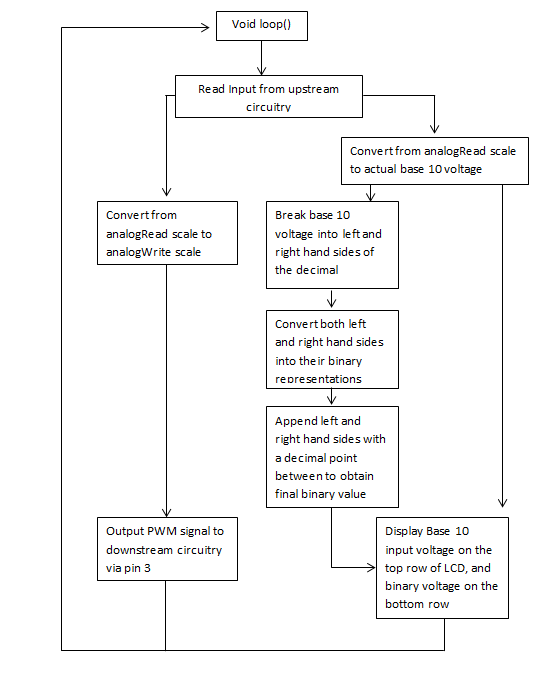 Void loop()
Read Input from upstream
circuitry
Convert from analogRead scale
to actual base 10 voltage
Convert from
analogRead scale to
analogWrite scale
Break base 10
voltage into left and
right hand sides of
the decimal
Convert both left
and right hand sides
into their binary
representations
Append left and
right hand sides with
a decimal point
between to obtain
final binary value
Output PWM signal to
downstream circuitry
via pin 3
Display Base 10
input voltage on the
top row of LCD, and
binary voltage on the
bottom row